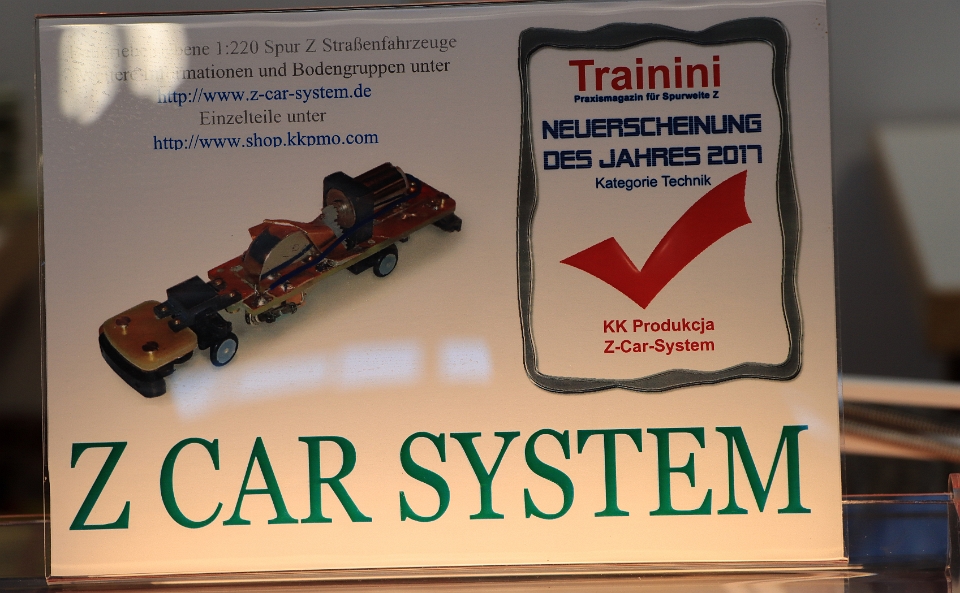 1:220 Spur Z Straßenfahrzeuge
und Bodengruppen unter
http://www.z-car-system.de
Einzelteile unter
http://www.shop.kkpmo.com
Trainini
Praxismagazin für Spurweite Z
NEUERSCHEINUNG
DES JAHRES 2017
Kategorie Technik
KK Produkcja
Z-Car-System
Z CAR SYSTEM